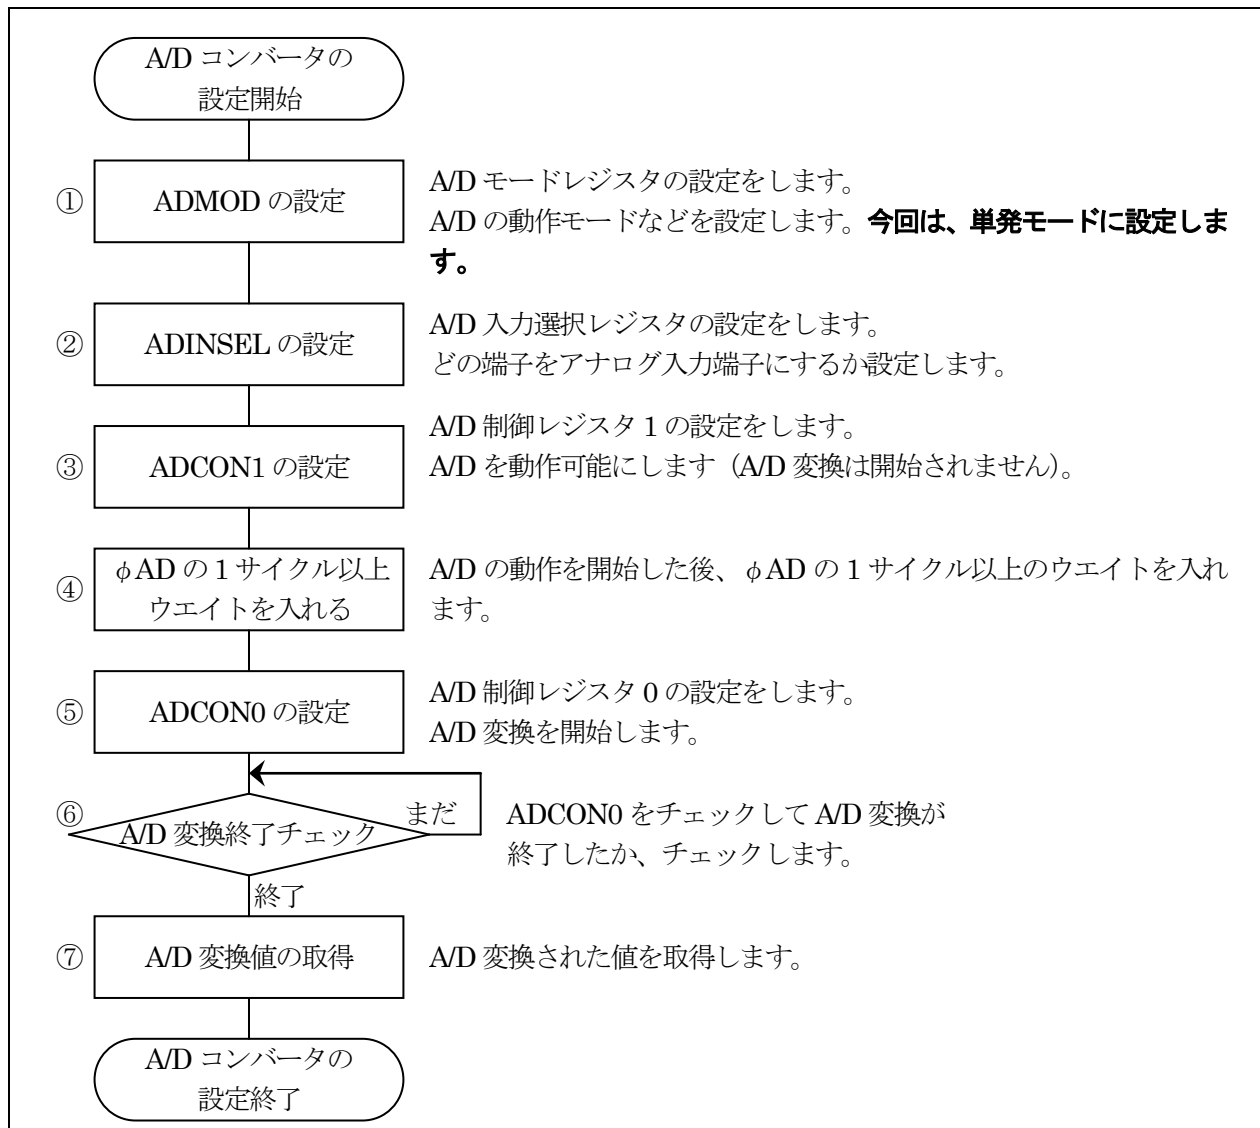 A/D コンバータの
設定開始
①
ADMOD の設定
A/D モードレジスタの設定をします。
A/D の動作モードなどを設定します。今回は、単発モードに設定しま
す。
②
ADINSEL の設定
A/D 入力選択レジスタの設定をします。
どの端子をアナログ入力端子にするか設定します。
③
ADCON1 の設定
A/D 制御レジスタ 1 の設定をします。
A/D を動作可能にします（A/D 変換は開始されません）。
④
φAD の 1 サイクル以上
ウエイトを入れる
A/D の動作を開始した後、φAD の 1 サイクル以上のウエイトを入れ
ます。
⑤
ADCON0 の設定
A/D 制御レジスタ 0 の設定をします。
A/D 変換を開始します。
⑥
A/D 変換終了チェック
まだ
ADCON0 をチェックして A/D 変換が
終了したか、チェックします。
終了
⑦
A/D 変換値の取得
A/D 変換された値を取得します。
A/D コンバータの
設定終了